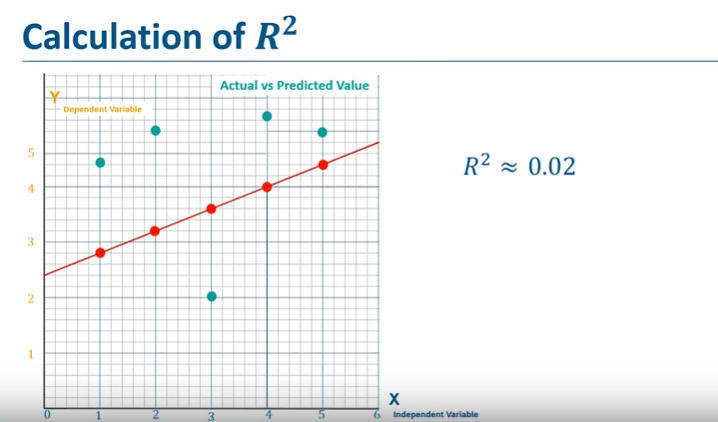 Calculation of R²
Y
Dependent Variable
Actual vs Predicted Value
5
4
3
2
1
0 1 2 3 4 5 6
X
Independent Variable
R² ≈ 0.02